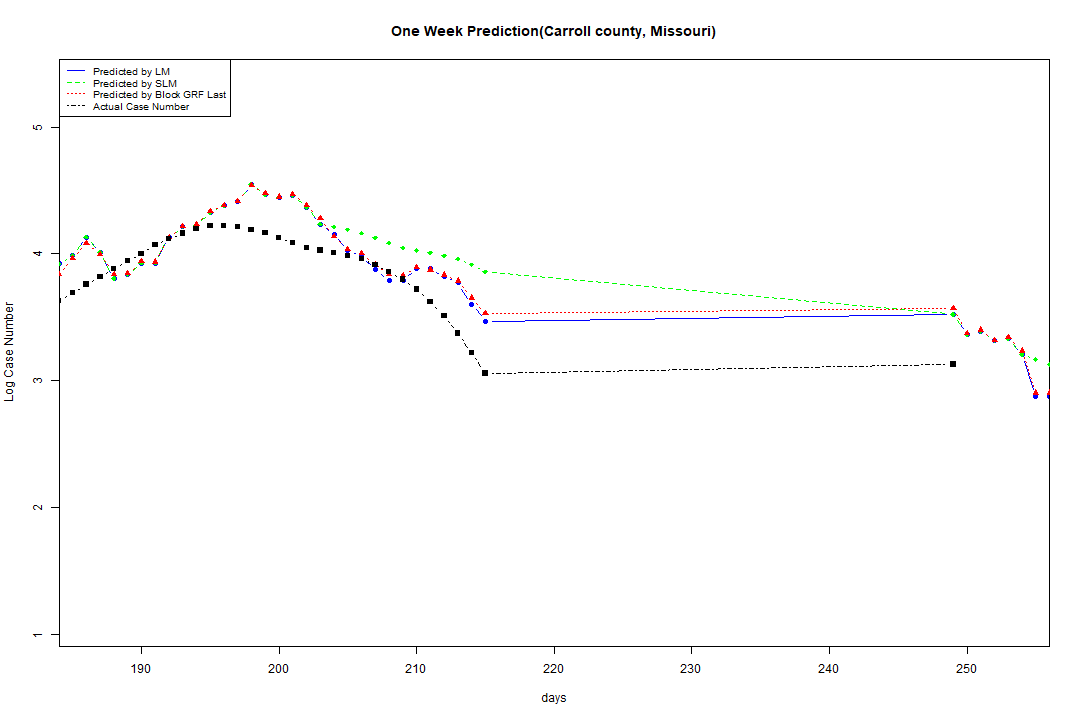 One Week Prediction(Carroll county, Missouri)
Predicted by LM
Predicted by SLM
Predicted by Block GRF Last
Actual Case Number
5
4
3
2
1
Log Case Number
190 200 210 220 230 240 250
days